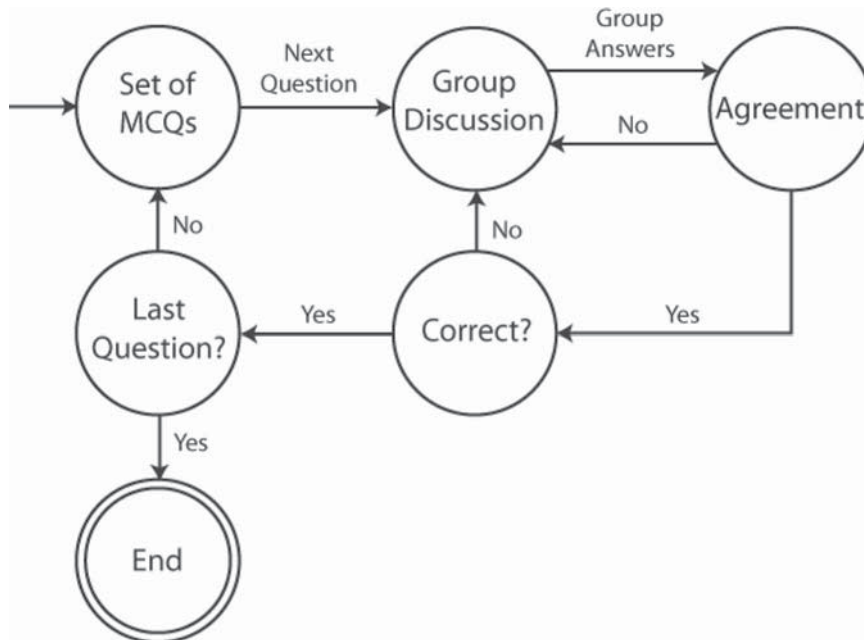 Set of
MCQs
Next
Question
Group
Discussion
Group
Answers
Agreement
No
No
No
Last
Question?
Yes
Correct?
Yes
Yes
End